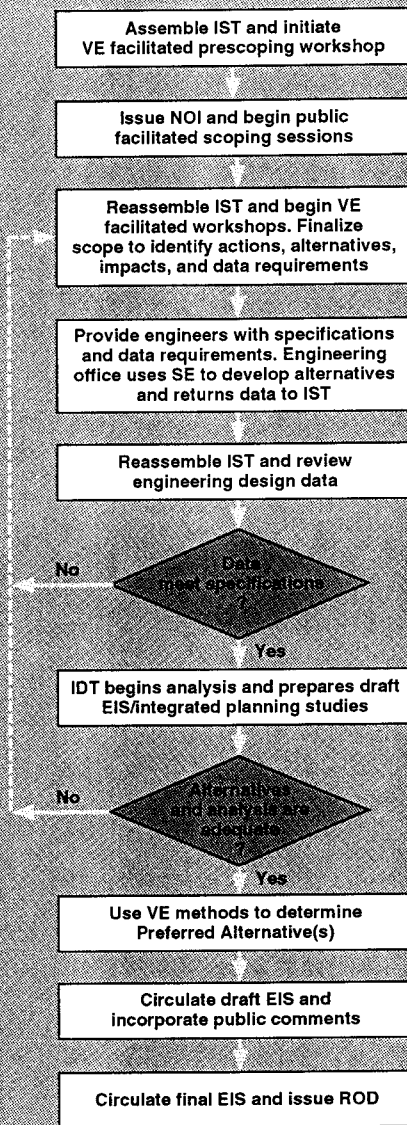 Assemble IST and initiate
VE facilitated prescoping workshop
Issue NOI and begin public
facilitated scoping sessions
Reassemble IST and begin VE
facilitated workshops. Finalize
scope to identify actions, alternatives,
impacts, and data requirements
Provide engineers with specifications
and data requirements. Engineering
office uses SE to develop alternatives
and returns data to IST
Reassemble IST and review
engineering design data
Data
meet specifications
?
No
Yes
IDT begins analysis and prepares draft
EIS/integrated planning studies
Alternatives
and analysis are
adequate
?
No
Yes
Use VE methods to determine
Preferred Alternative(s)
Circulate draft EIS and
incorporate public comments
Circulate final EIS and issue ROD